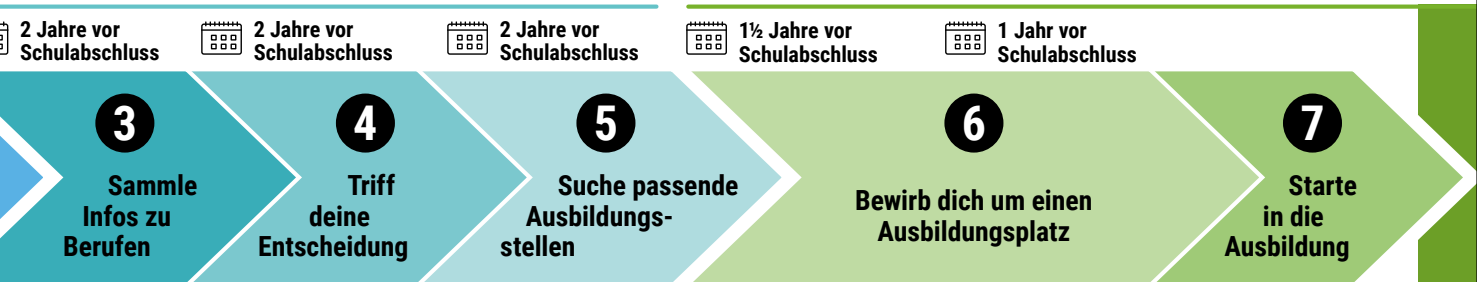 2 Jahre vor
Schulabschluss
2 Jahre vor
Schulabschluss
2 Jahre vor
Schulabschluss
1½ Jahre vor
Schulabschluss
1 Jahr vor
Schulabschluss
3
Sammle
Infos zu
Berufen
4
Triff
deine
Entscheidung
5
Suche passende
Ausbildungs-
stellen
6
Bewirb dich um einen
Ausbildungsplatz
7
Starte
in die
Ausbildung